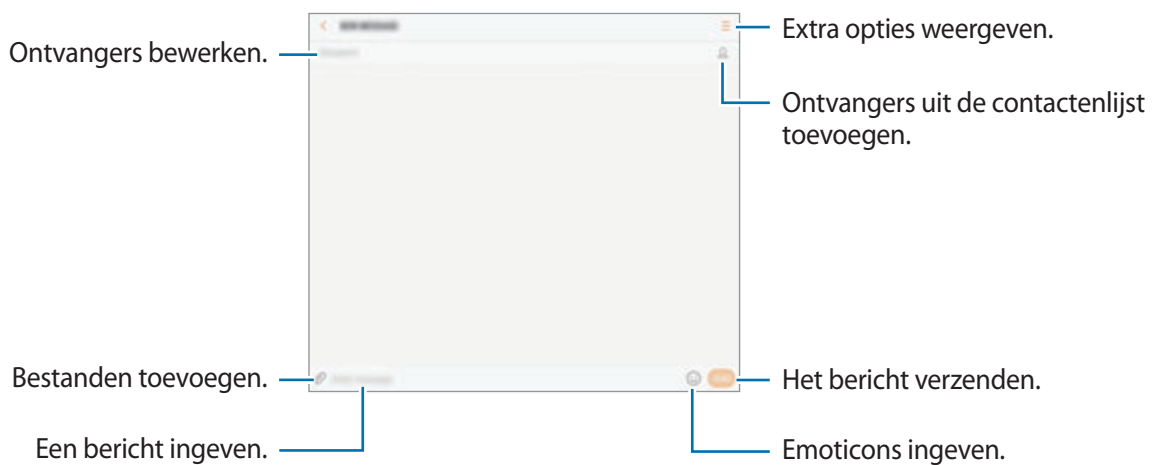 Extra opties weergeven.
Ontvangers bewerken.
Ontvangers uit de contactenlijst
toevoegen.
Bestanden toevoegen.
Het bericht verzenden.
Een bericht ingeven.
Emoticons ingeven.